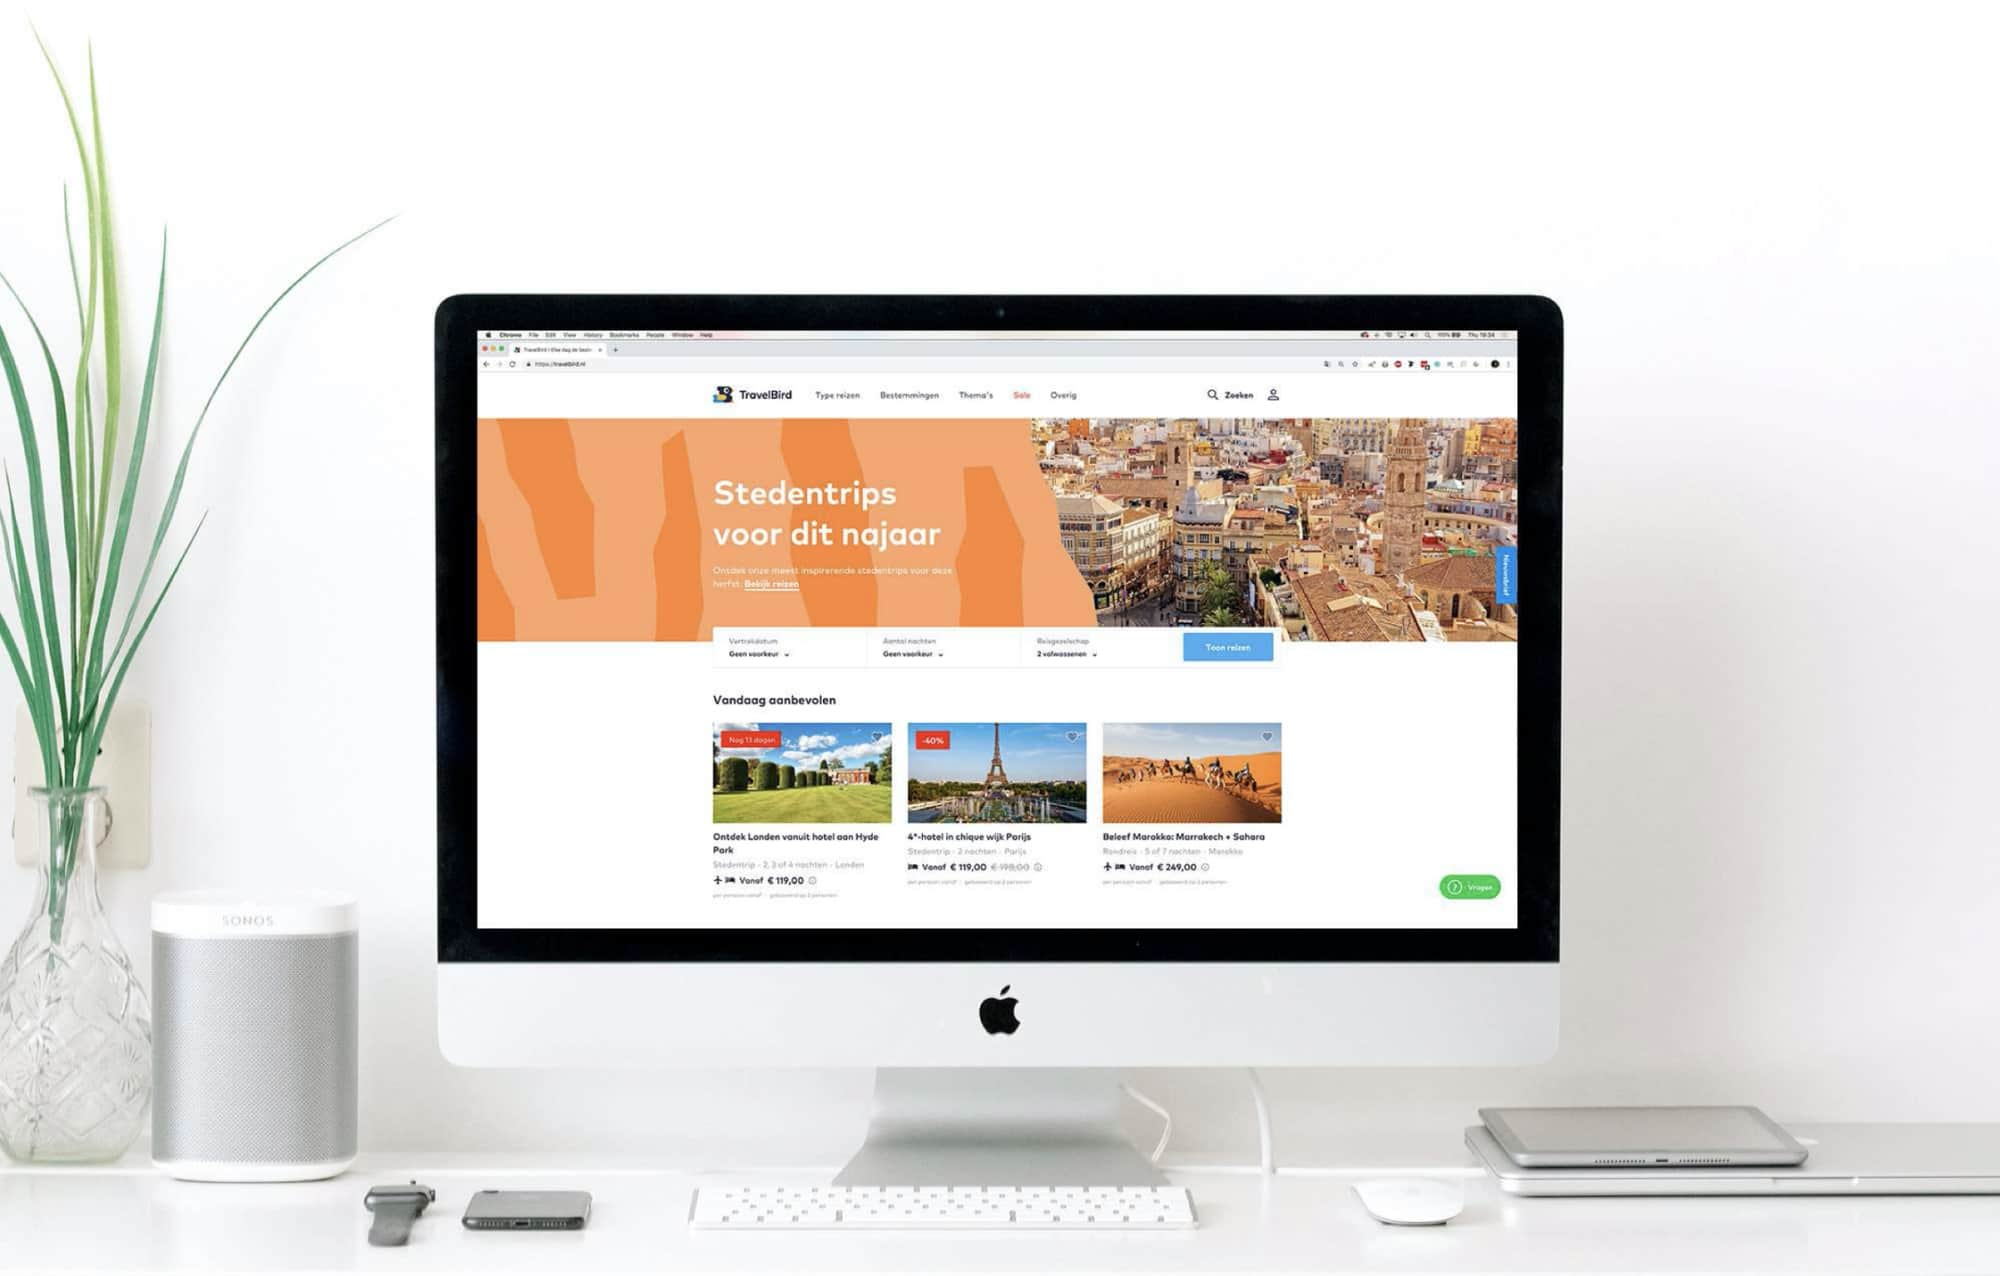 Chrome File Edit View History Bookmarks People Window Help
100% Thu 19:34
https://travelbird.nl
TravelBird Type reizen Bestemmingen Thema's Sale Overig Zoeken
Stedentrips
voor dit najaar
Ontdek onze meest inspirerende stedentrips voor deze
herfst. Bekijk reizen
Nieuwsbrief
Vertrekdatum Aantal nachten Reisgezelschap
Geen voorkeur Geen voorkeur 2 volwassenen
Toon reizen
Vandaag aanbevolen
Nog 13 dagen
Ontdek Londen vanuit hotel aan Hyde
Park
Stedentrip · 2, 3 of 4 nachten · Londen
Vanaf € 119,00
per persoon vanaf | gebaseerd op 2 personen
-40%
4*-hotel in chique wijk Parijs
Stedentrip · 2 nachten · Parijs
Vanaf € 119,00 € 198,00
per persoon vanaf | gebaseerd op 2 personen
Beleef Marokko: Marrakech + Sahara
Rondreis · 5 of 7 nachten · Marokko
Vanaf € 249,00
per persoon vanaf | gebaseerd op 2 personen
? Vragen
SONOS